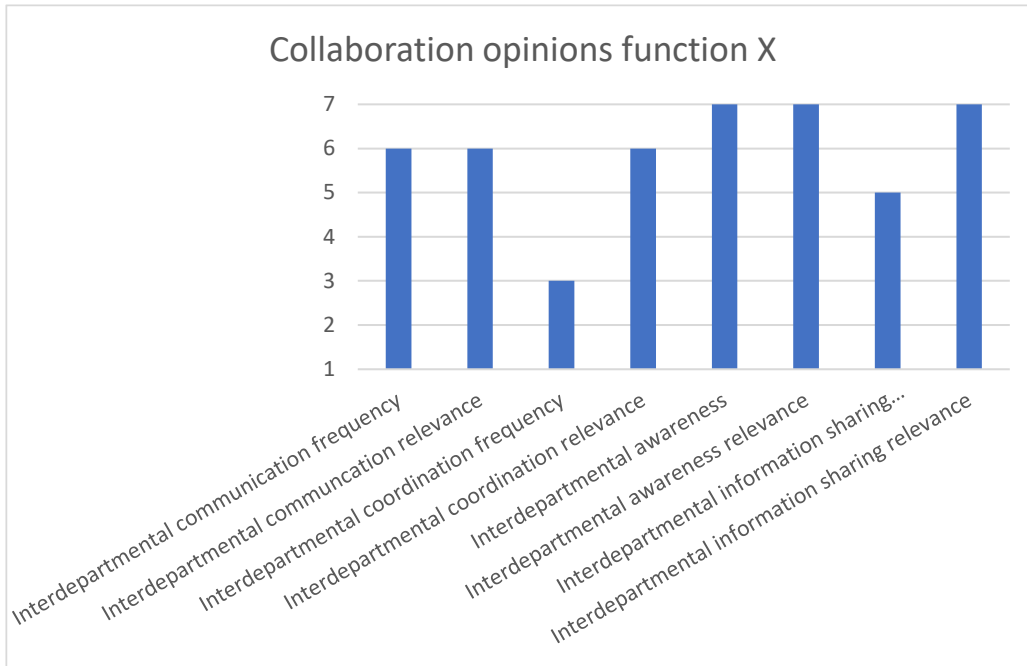 Collaboration opinions function X
7
6
5
4
3
2
1
Interdepartmental communication frequency
Interdepartmental communcation relevance
Interdepartmental coordination frequency
Interdepartmental coordination relevance
Interdepartmental awareness
Interdepartmental awareness relevance
Interdepartmental information sharing...
Interdepartmental information sharing relevance